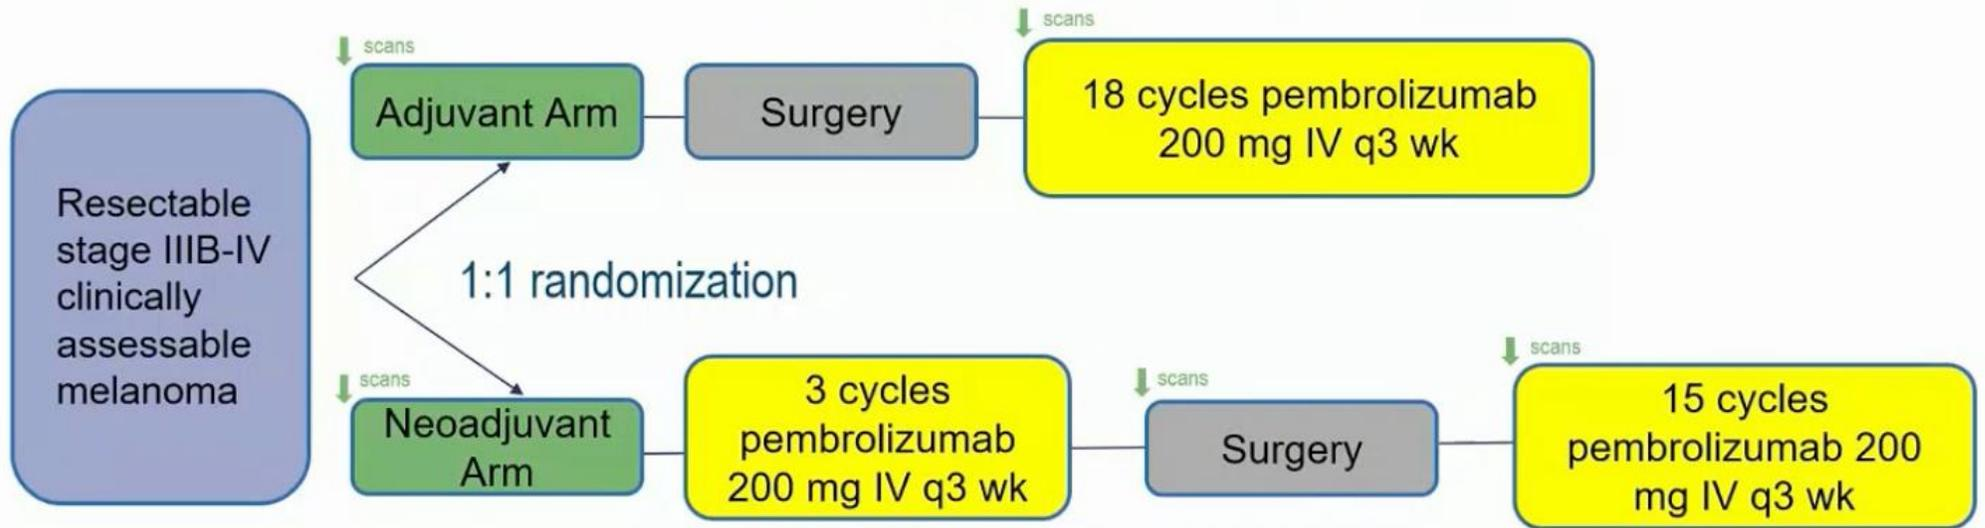 Resectable
stage IIIB-IV
clinically
assessable
melanoma
scans
Adjuvant Arm
Surgery
scans
18 cycles pembrolizumab
200 mg IV q3 wk
1:1 randomization
scans
Neoadjuvant
Arm
3 cycles
pembrolizumab
200 mg IV q3 wk
scans
Surgery
scans
15 cycles
pembrolizumab 200
mg IV q3 wk